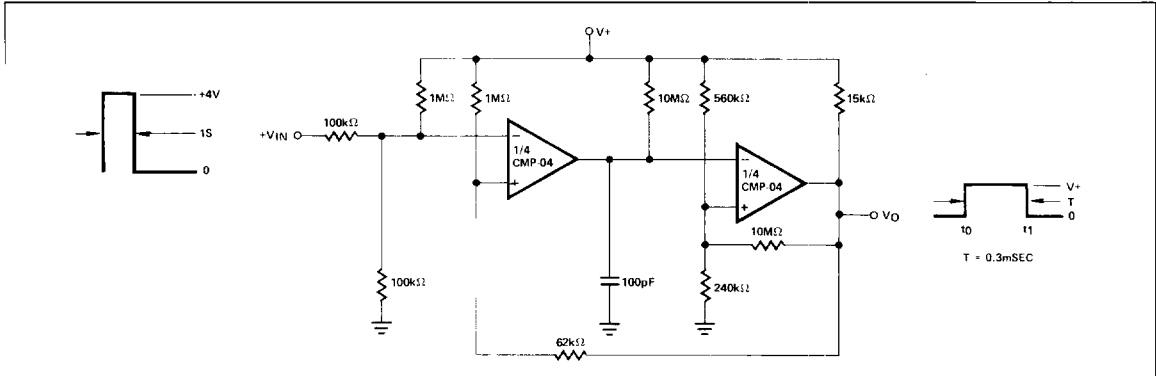 V+
+4V
1S
0
+VIN
100kΩ
1MΩ
1MΩ
10MΩ
560kΩ
15kΩ
−
1/4
CMP-04
+
−
1/4
CMP-04
+
VO
V+
T
0
t0
t1
T = 0.3mSEC
10MΩ
100kΩ
100pF
240kΩ
62kΩ